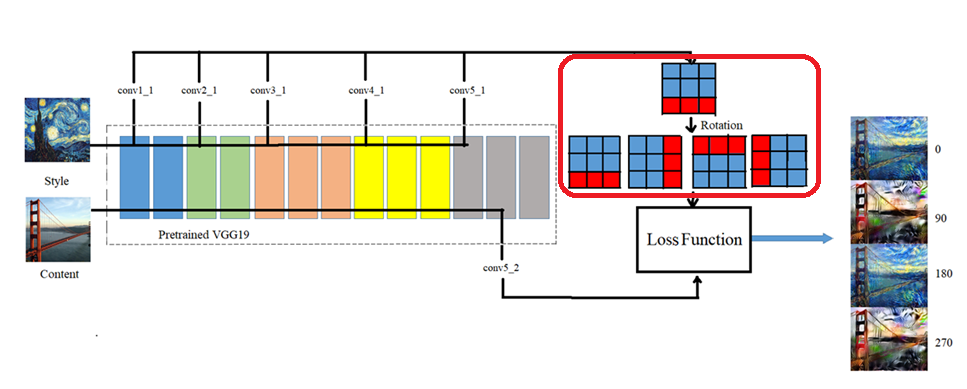 conv1_1
conv2_1
conv3_1
conv4_1
conv5_1
Rotation
Style
0
90
Pretrained VGG19
Loss Function
Content
conv5_2
180
270